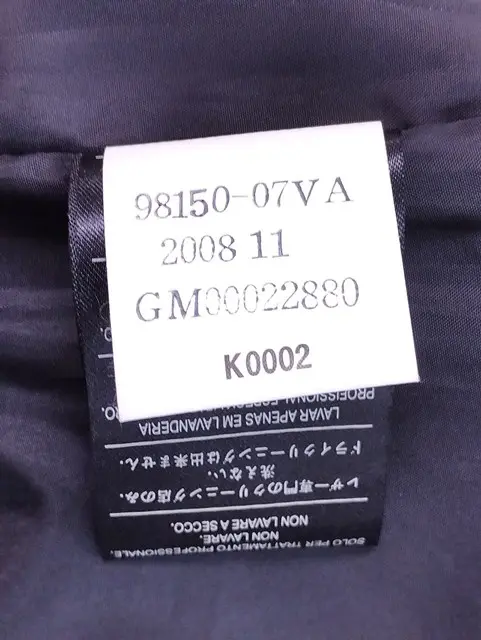 98150-07VA
2008 11
GM00022880
K0002
SOLO PER TRATTAMENTO PROFESSIONALE
NON LAVARE.
NON LAVARE A SECCO.
レザー専門のクリーニング店のみ。
洗えない。
ドライクリーニングは出来ません。
LAVAR APENAS EM LAVANDERIA
PROFISSIONAL